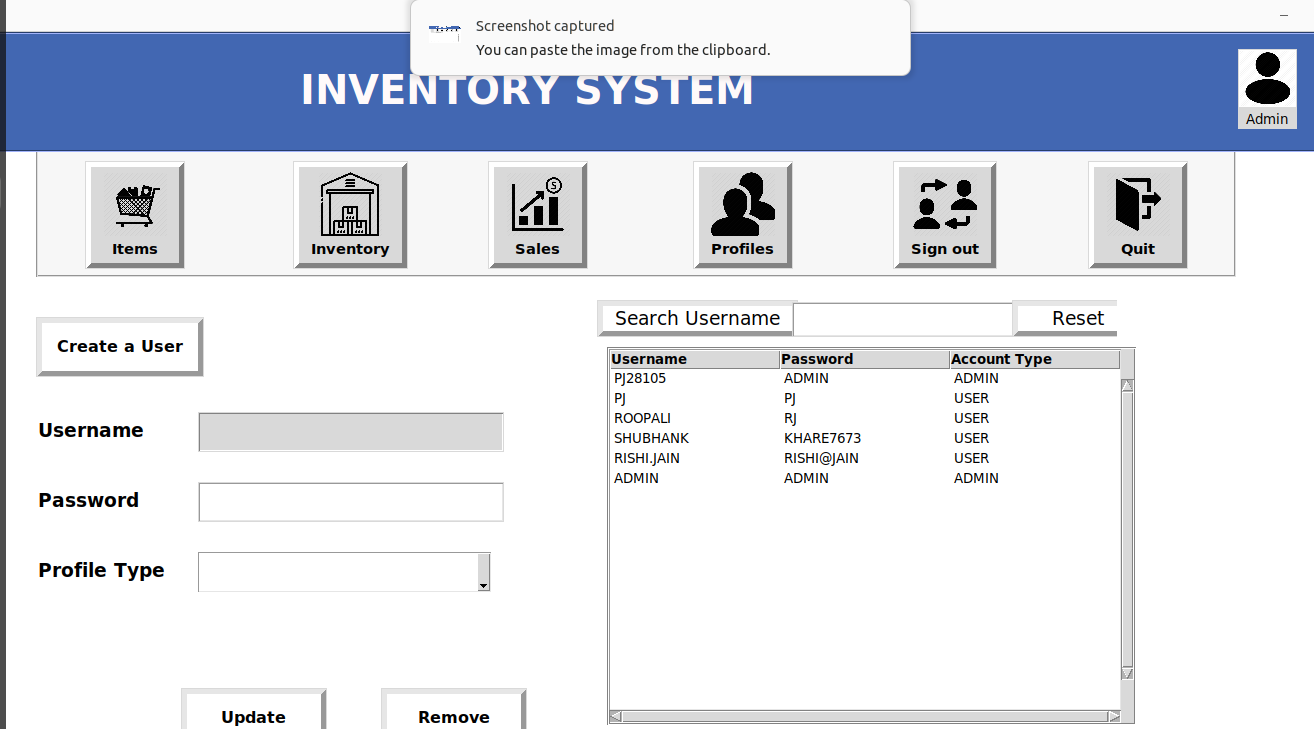 Screenshot captured
You can paste the image from the clipboard.
INVENTORY SYSTEM
Admin
Items
Inventory
Sales
Profiles
Sign out
Quit
Create a User
Search Username
Reset
Username
Password
Profile Type
Update
Remove
Username Password Account Type
PJ28105 ADMIN ADMIN
PJ PJ USER
ROOPALI RJ USER
SHUBHANK KHARE7673 USER
RISHI.JAIN RISHI@JAIN USER
ADMIN ADMIN ADMIN